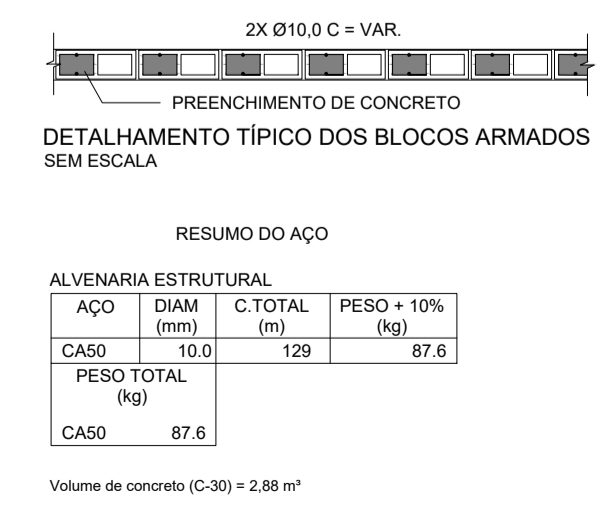 2X Ø10,0 C = VAR.
PREENCHIMENTO DE CONCRETO
DETALHAMENTO TÍPICO DOS BLOCOS ARMADOS
SEM ESCALA
RESUMO DO AÇO
ALVENARIA ESTRUTURAL
AÇO DIAM C.TOTAL PESO + 10%
(mm) (m) (kg)
CA50 10.0 129 87.6
PESO TOTAL
(kg)
CA50 87.6
Volume de concreto (C-30) = 2,88 m³